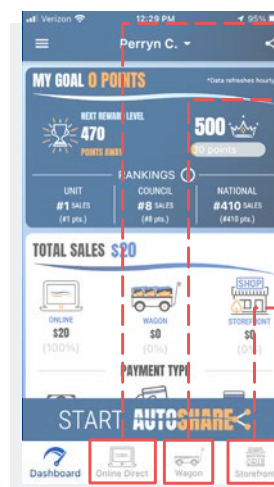 Verizon 12:29 PM 95%
Perryn C.
MY GOAL 0 POINTS *Data refreshes hourly
NEXT REWARD LEVEL
470
POINTS AWAY
500
30 points
RANKINGS
UNIT COUNCIL NATIONAL
#1 SALES #8 SALES #410 SALES
(#1 pts.) (#8 pts.) (#410 pts.)
TOTAL SALES $20
SHOP
ONLINE WAGON STOREFRONT
$20 $0 $0
(100%) (0%) (0%)
PAYMENT TYPE
START AUTOSHARE
Dashboard Online Direct Wagon Storefront